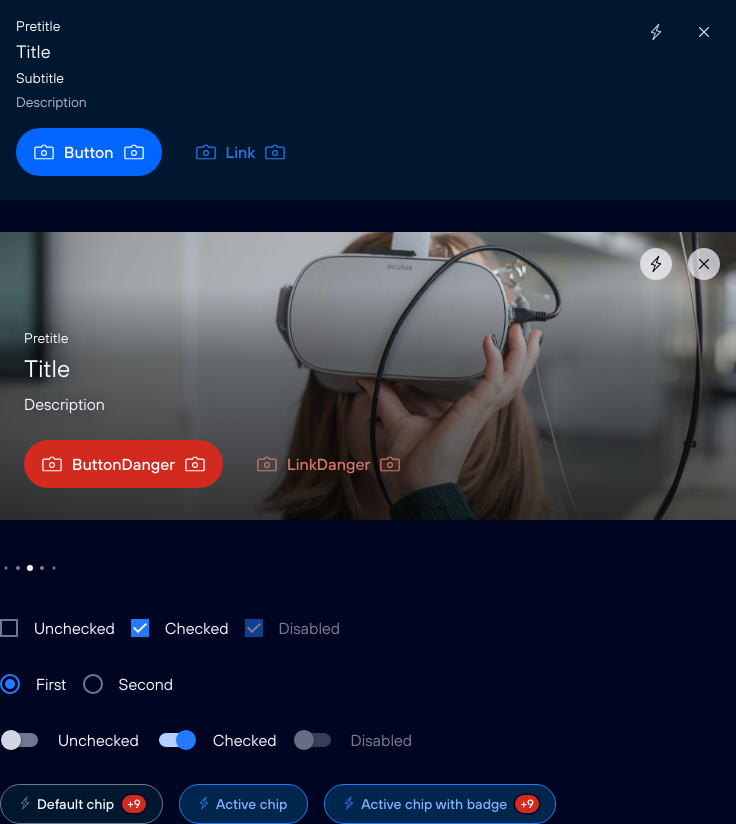 Pretitle
Title
Subtitle
Description
Button
Link
oculus
Pretitle
Title
Description
ButtonDanger
LinkDanger
Unchecked
Checked
Disabled
First
Second
Unchecked
Checked
Disabled
Default chip +9
Active chip
Active chip with badge +9